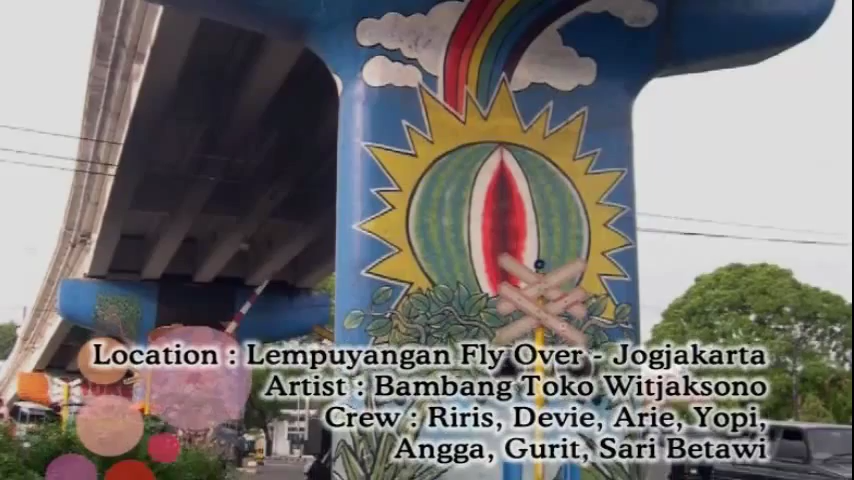 Location : Lempuyangan Fly Over - Jogjakarta
Artist : Bambang Toko Witjaksono
Crew : Riris, Devie, Arie, Yopi,
Angga, Gurit, Sari Betawi